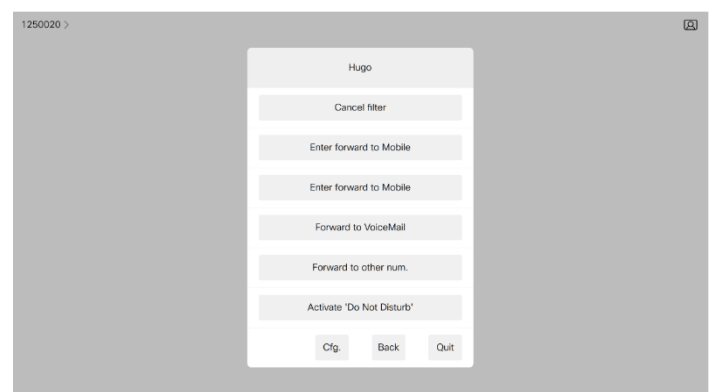 1250020 >
Hugo
Cancel filter
Enter forward to Mobile
Enter forward to Mobile
Forward to VoiceMail
Forward to other num.
Activate 'Do Not Disturb'
Cfg. Back Quit